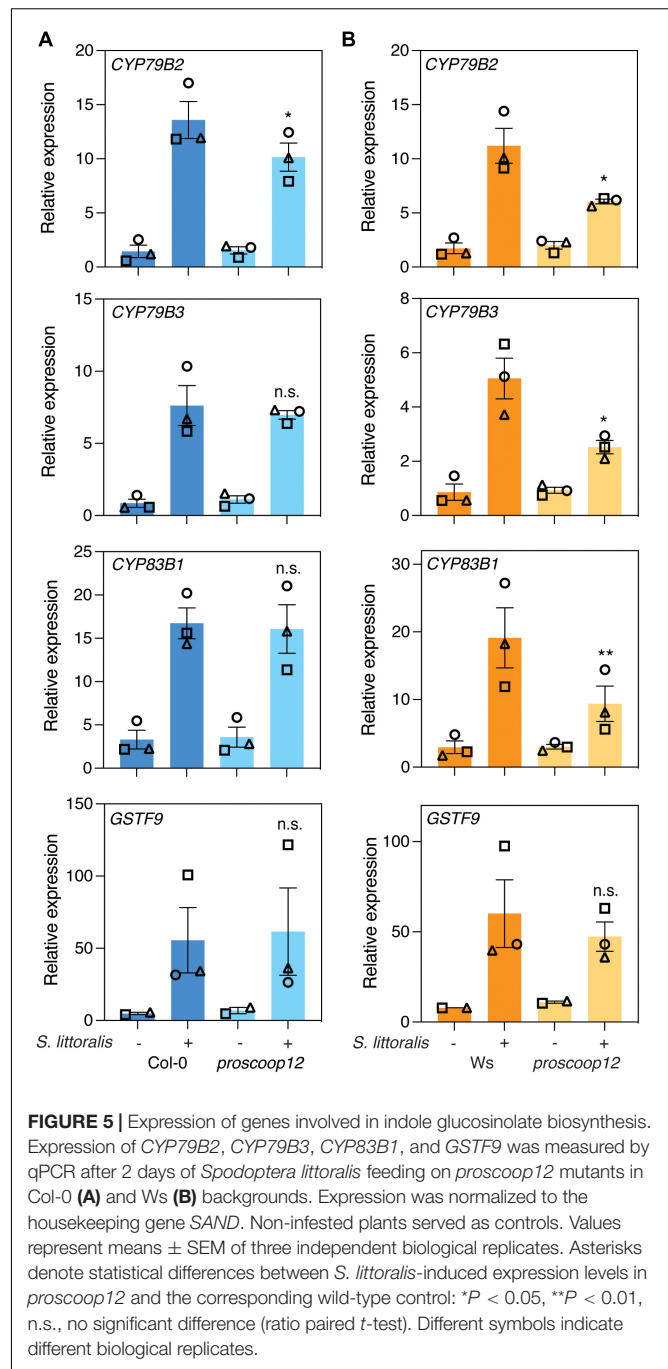 A
B
CYP79B2
Relative expression
20
15
10
5
0
*
CYP79B2
Relative expression
20
15
10
5
0
*
CYP79B3
Relative expression
15
10
5
0
n.s.
CYP79B3
Relative expression
8
6
4
2
0
*
CYP83B1
Relative expression
25
20
15
10
5
0
n.s.
CYP83B1
Relative expression
30
20
10
0
**
GSTF9
Relative expression
150
100
50
0
n.s.
GSTF9
Relative expression
100
50
0
n.s.
S. littoralis - + - +
Col-0 proscoop12
S. littoralis - + - +
Ws proscoop12
FIGURE 5 | Expression of genes involved in indole glucosinolate biosynthesis.
Expression of CYP79B2, CYP79B3, CYP83B1, and GSTF9 was measured by
qPCR after 2 days of Spodoptera littoralis feeding on proscoop12 mutants in
Col-0 (A) and Ws (B) backgrounds. Expression was normalized to the
housekeeping gene SAND. Non-infested plants served as controls. Values
represent means ± SEM of three independent biological replicates. Asterisks
denote statistical differences between S. littoralis-induced expression levels in
proscoop12 and the corresponding wild-type control: *P < 0.05, **P < 0.01,
n.s., no significant difference (ratio paired t-test). Different symbols indicate
different biological replicates.